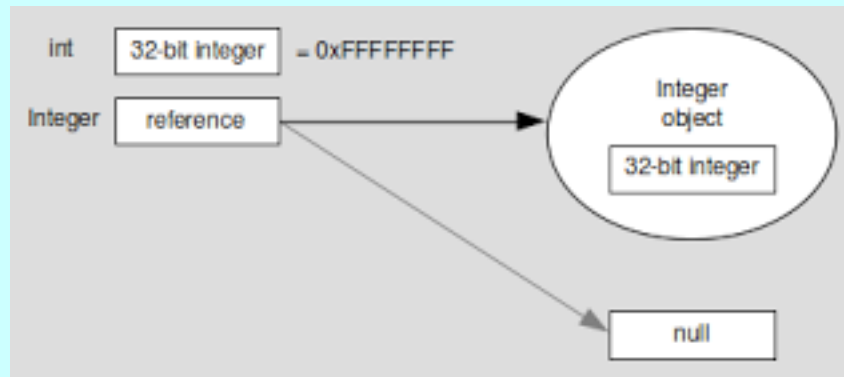 int 32-bit integer = 0xFFFFFFFF
Integer reference
Integer
object
32-bit integer
null